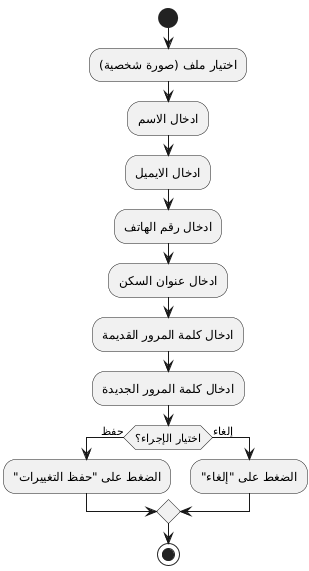 اختيار ملف (صورة شخصية)
ادخال الاسم
ادخال الايميل
ادخال رقم الهاتف
ادخال عنوان السكن
ادخال كلمة المرور القديمة
ادخال كلمة المرور الجديدة
اختيار الإجراء؟
حفظ
إلغاء
الضغط على "حفظ التغييرات"
الضغط على "إلغاء"